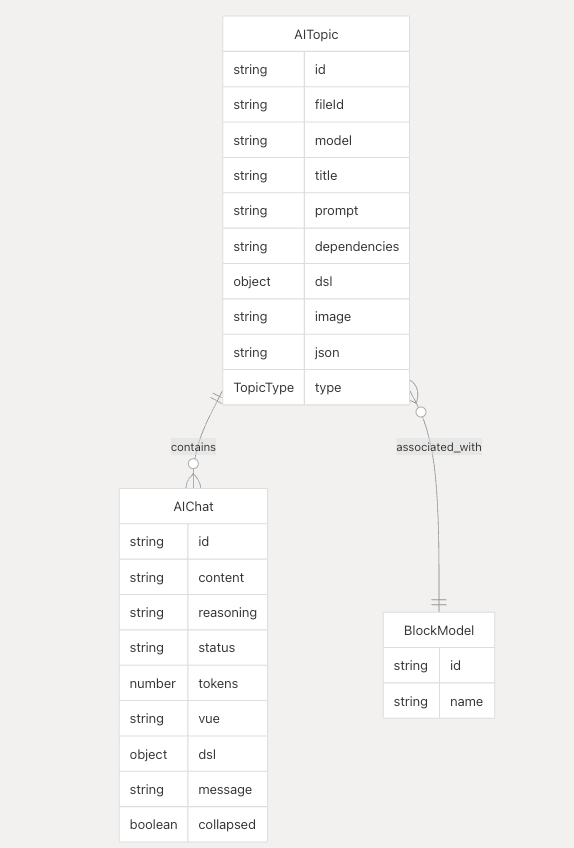 AITopic
string id
string fileId
string model
string title
string prompt
string dependencies
object dsl
string image
string json
TopicType type
contains
associated_with
AIChat
string id
string content
string reasoning
string status
number tokens
string vue
object dsl
string message
boolean collapsed
BlockModel
string id
string name